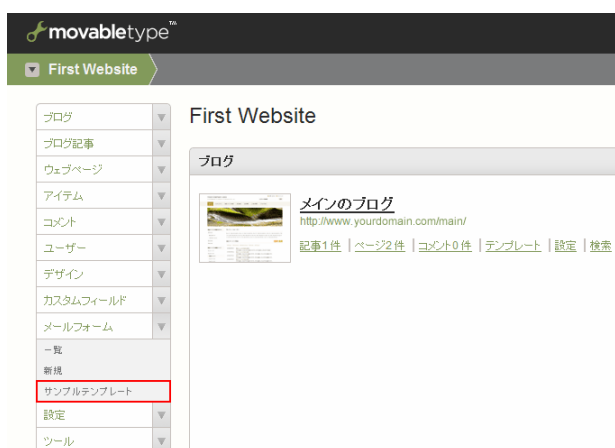 movabletype™
First Website
ブログ
ブログ記事
ウェブページ
アイテム
コメント
ユーザー
デザイン
カスタムフィールド
メールフォーム
一覧
新規
サンプルテンプレート
設定
ツール
First Website
ブログ
メインのブログ
http://www.yourdomain.com/main/
記事1件 | ページ2件 | コメント0件 | テンプレート | 設定 | 検索